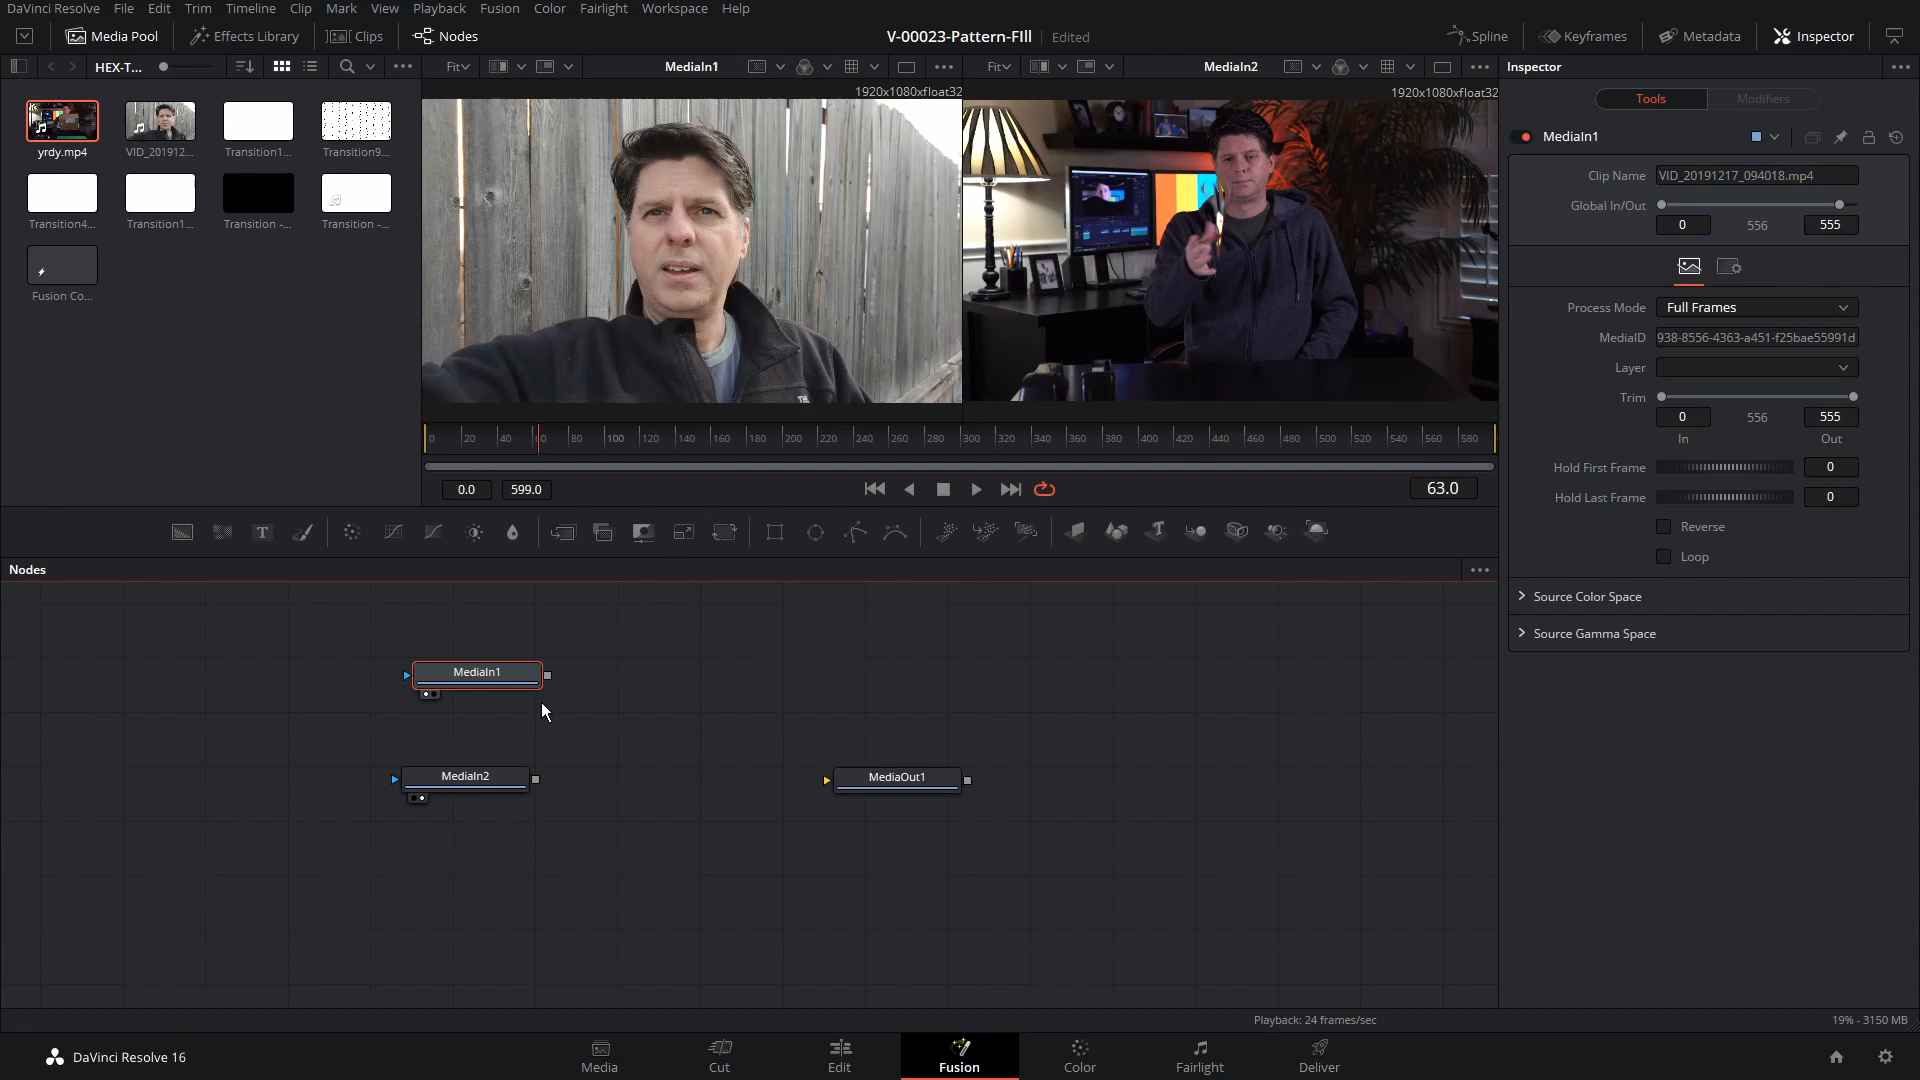 DaVinci Resolve File Edit Trim Timeline Clip Mark View Playback Fusion Color Fairlight Workspace Help
Media Pool Effects Library Clips Nodes V-00023-Pattern-FIll Edited Spline Keyframes Metadata Inspector
HEX-T... Fit MediaIn1 Fit MediaIn2 Inspector
1920x1080xfloat32 1920x1080xfloat32
Tools Modifiers
yrdy.mp4 VID_201912... Transition1... Transition9...
Transition4... Transition1... Transition -... Transition -...
Fusion Co...
MediaIn1
Clip Name VID_20191217_094018.mp4
Global In/Out
0 556 555
Process Mode Full Frames
MediaID 938-8556-4363-a451-f25bae55991d
Layer
Trim
0 556 555
In Out
Hold First Frame 0
Hold Last Frame 0
Reverse
Loop
Source Color Space
Source Gamma Space
0 20 40 60 80 100 120 140 160 180 200 220 240 260 280 300 320 340 360 380 400 420 440 460 480 500 520 540 560 580
0.0 599.0 63.0
Nodes
MediaIn1
MediaIn2
MediaOut1
Playback: 24 frames/sec 19% - 3150 MB
DaVinci Resolve 16 Media Cut Edit Fusion Color Fairlight Deliver